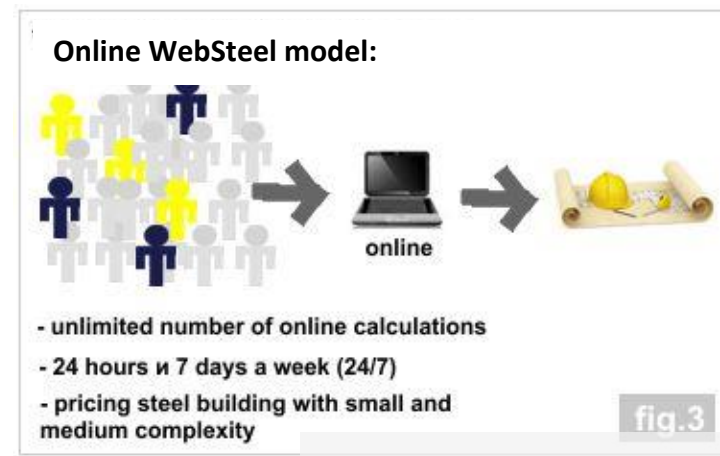 Online WebSteel model:
online
- unlimited number of online calculations
- 24 hours и 7 days a week (24/7)
- pricing steel building with small and
medium complexity
fig.3